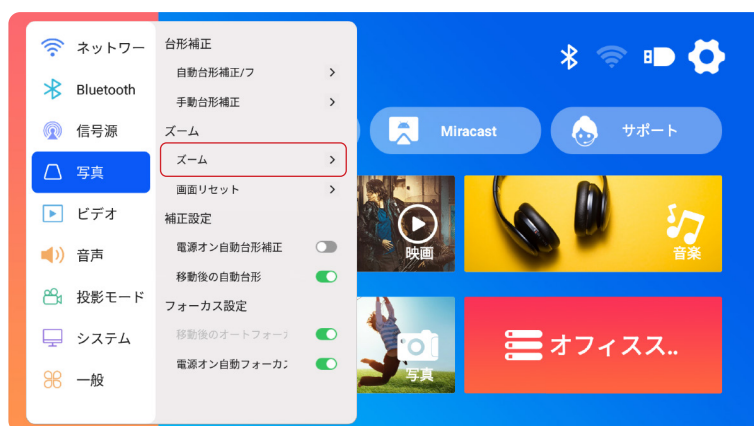 ネットワー
Bluetooth
信号源
写真
ビデオ
音声
投影モード
システム
一般
台形補正
自動台形補正/フ
手動台形補正
ズーム
ズーム
画面リセット
補正設定
電源オン自動台形補正
移動後の自動台形
フォーカス設定
移動後のオートフォーカ
電源オン自動フォーカス
Miracast
サポート
映画
音楽
写真
オフィスス..